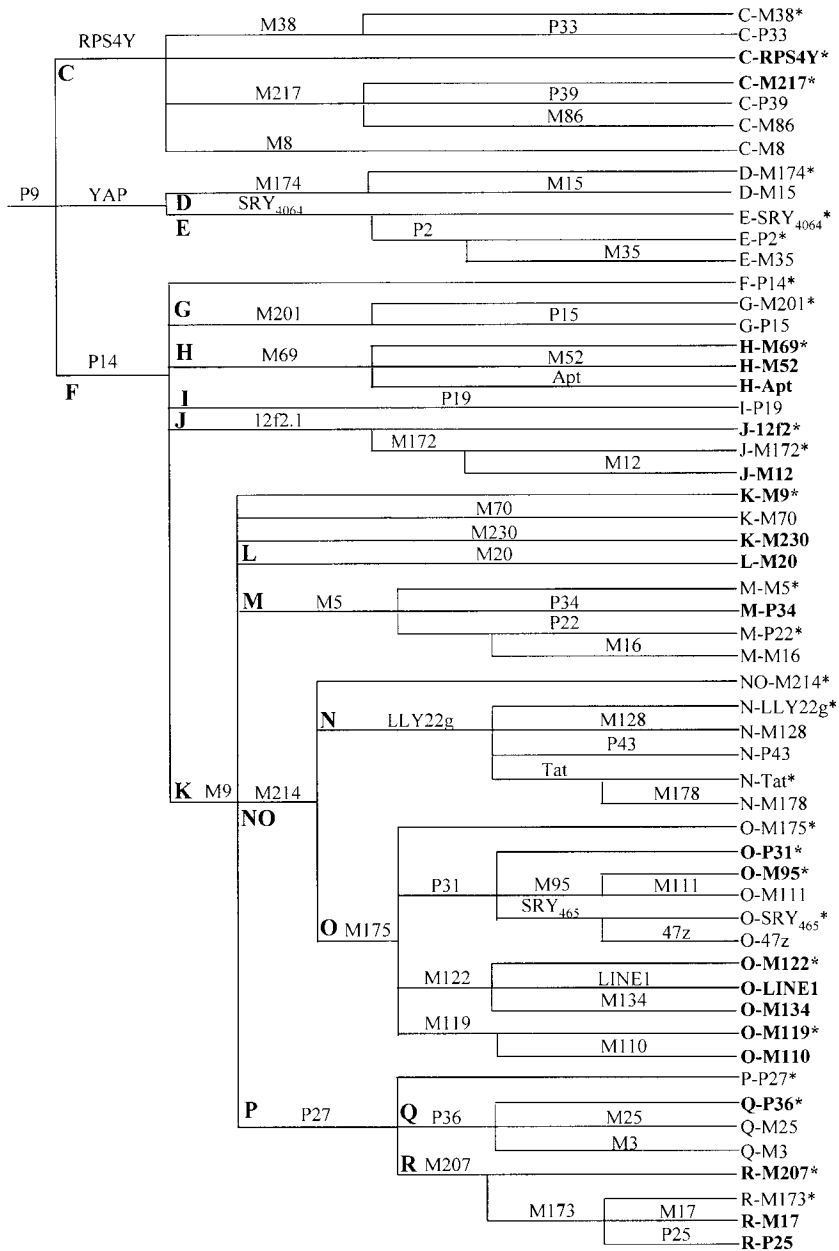 M38 C-M38*
RPS4Y P33 C-P33
C C-RPS4Y*
C-M217*
M217 P39 C-P39
M86 C-M86
M8 C-M8
M174 D-M174*
P9 YAP D M15 D-M15
SRY4064 E-SRY4064*
E P2 E-P2*
M35 E-M35
F-P14*
G M201 G-M201*
P15 G-P15
P14 H M69 H-M69*
M52 H-M52
F Apt H-Apt
I P19 I-P19
J 12f2.1 J-12f2*
M172 J-M172*
M12 J-M12
K-M9*
M70 K-M70
M230 K-M230
L M20 L-M20
M M5 M-M5*
P34 M-P34
P22 M-P22*
M16 M-M16
NO-M214*
N LLY22g N-LLY22g*
M128 N-M128
P43 N-P43
Tat N-Tat*
K M9 M214 M178 N-M178
NO
O-M175*
O-P31*
P31 M95 O-M95*
M111 O-M111
SRY465 O-SRY465*
O M175 47z O-47z
O-M122*
M122 LINE1 O-LINE1
M134 O-M134
M119 O-M119*
M110 O-M110
P-P27*
P P27 Q P36 Q-P36*
M25 Q-M25
M3 Q-M3
R M207 R-M207*
R-M173*
M173 M17 R-M17
P25 R-P25